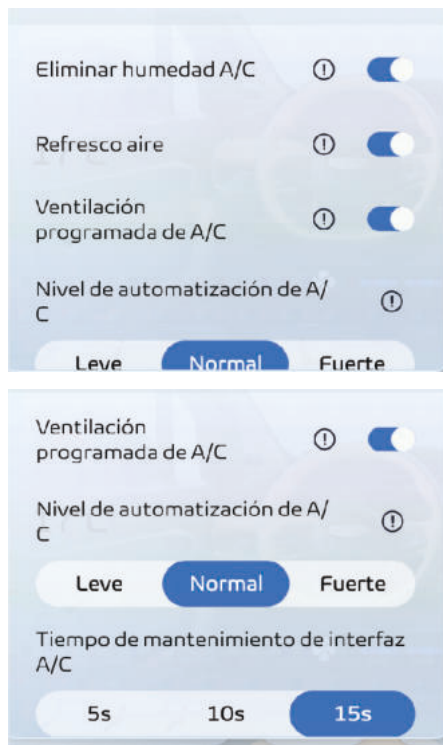 Eliminar humedad A/C
Refresco aire
Ventilación
programada de A/C
Nivel de automatización de A/
C
Leve Normal Fuerte
Ventilación
programada de A/C
Nivel de automatización de A/
C
Leve Normal Fuerte
Tiempo de mantenimiento de interfaz
A/C
5s 10s 15s